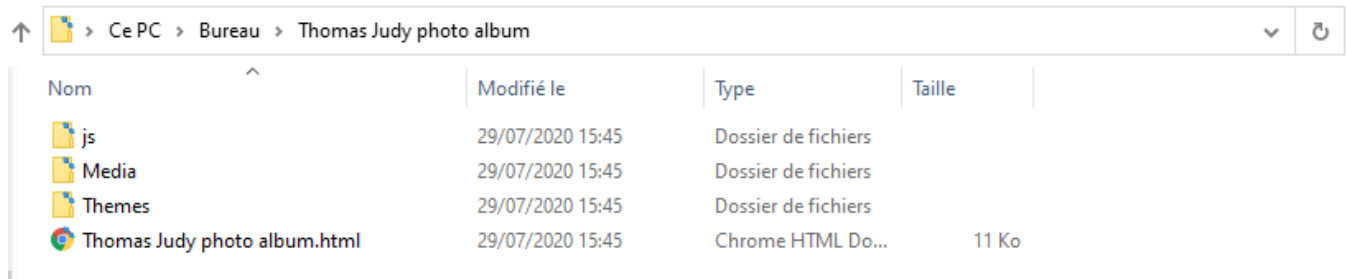 Ce PC > Bureau > Thomas Judy photo album
Nom Modifié le Type Taille
js 29/07/2020 15:45 Dossier de fichiers
Media 29/07/2020 15:45 Dossier de fichiers
Themes 29/07/2020 15:45 Dossier de fichiers
Thomas Judy photo album.html 29/07/2020 15:45 Chrome HTML Do... 11 Ko